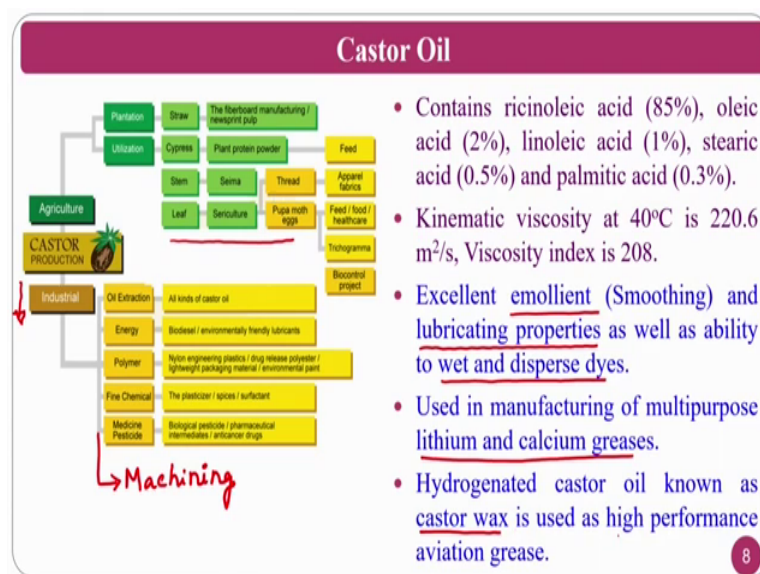 Castor Oil
Plantation
Straw
The fiberboard manufacturing /
newsprint pulp
Utilization
Cypress
Plant protein powder
Feed
Stem
Seima
Thread
Apparel
fabrics
Agriculture
Leaf
Sericulture
Pupa moth
eggs
Feed / food /
healthcare
CASTOR
PRODUCTION
Trichogramma
Biocontrol
project
Industrial
Oil Extraction
All kinds of castor oil
Energy
Biodiesel / environmentally friendly lubricants
Polymer
Nylon engineering plastics / drug release polyester /
lightweight packaging material / environmental paint
Fine Chemical
The plasticizer / spices / surfactant
Medicine
Pesticide
Biological pesticide / pharmaceutical
intermediates / anticancer drugs
Machining
• Contains ricinoleic acid (85%), oleic
acid (2%), linoleic acid (1%), stearic
acid (0.5%) and palmitic acid (0.3%).
• Kinematic viscosity at 40ºC is 220.6
m²/s, Viscosity index is 208.
• Excellent emollient (Smoothing) and
lubricating properties as well as ability
to wet and disperse dyes.
• Used in manufacturing of multipurpose
lithium and calcium greases.
• Hydrogenated castor oil known as
castor wax is used as high performance
aviation grease.
8